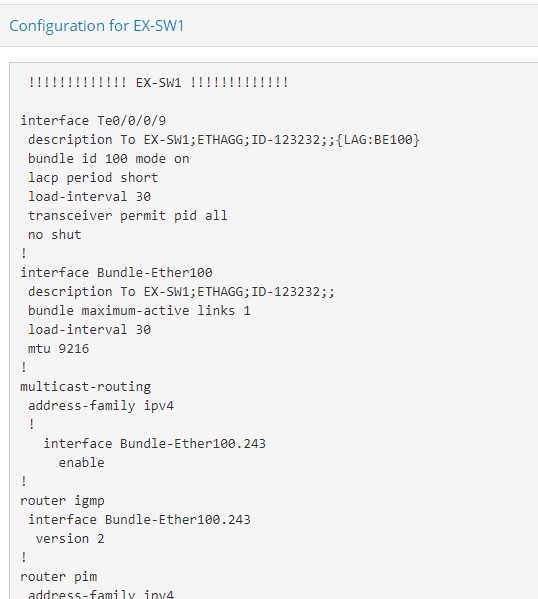 Configuration for EX-SW1
!!!!!!!!!!!!! EX-SW1 !!!!!!!!!!!!!
interface Te0/0/0/9
description To EX-SW1;ETHAGG;ID-123232;;{LAG:BE100}
bundle id 100 mode on
lacp period short
load-interval 30
transceiver permit pid all
no shut
!
interface Bundle-Ether100
description To EX-SW1;ETHAGG;ID-123232;;
bundle maximum-active links 1
load-interval 30
mtu 9216
!
multicast-routing
address-family ipv4
!
interface Bundle-Ether100.243
enable
!
router igmp
interface Bundle-Ether100.243
version 2
!
router pim
address-family ipv4